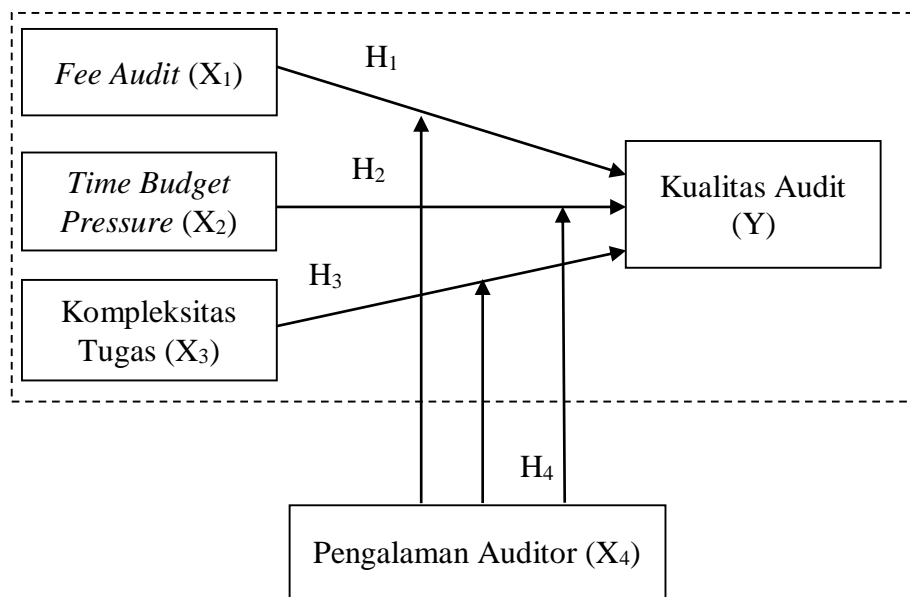 Fee Audit (X₁)
H₁
Time Budget
Pressure (X₂)
H₂
Kualitas Audit
(Y)
Kompleksitas
Tugas (X₃)
H₃
H₄
Pengalaman Auditor (X₄)